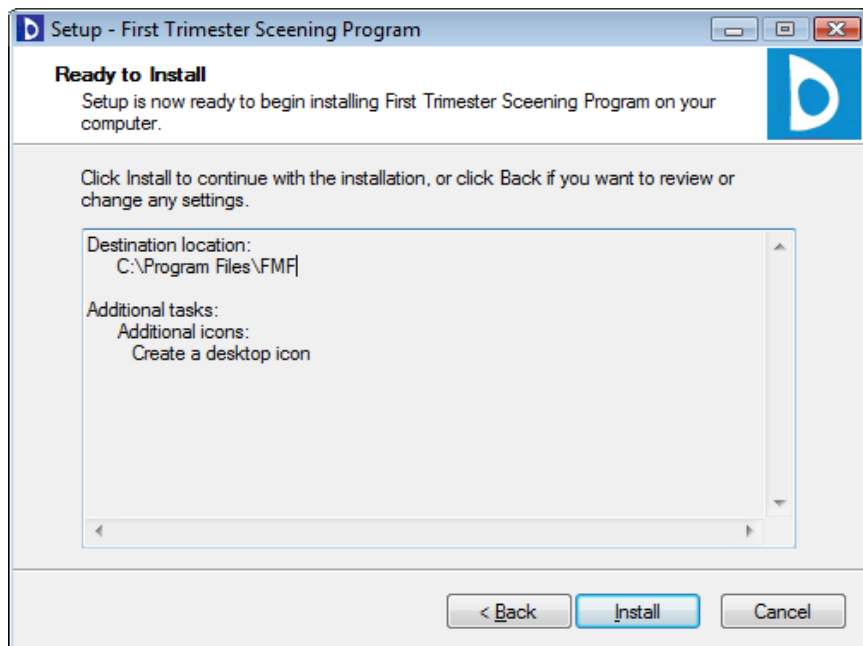 Setup - First Trimester Sceening Program
Ready to Install
Setup is now ready to begin installing First Trimester Sceening Program on your
computer.
Click Install to continue with the installation, or click Back if you want to review or
change any settings.
Destination location:
C:\Program Files\FMF
Additional tasks:
Additional icons:
Create a desktop icon
< Back Install Cancel